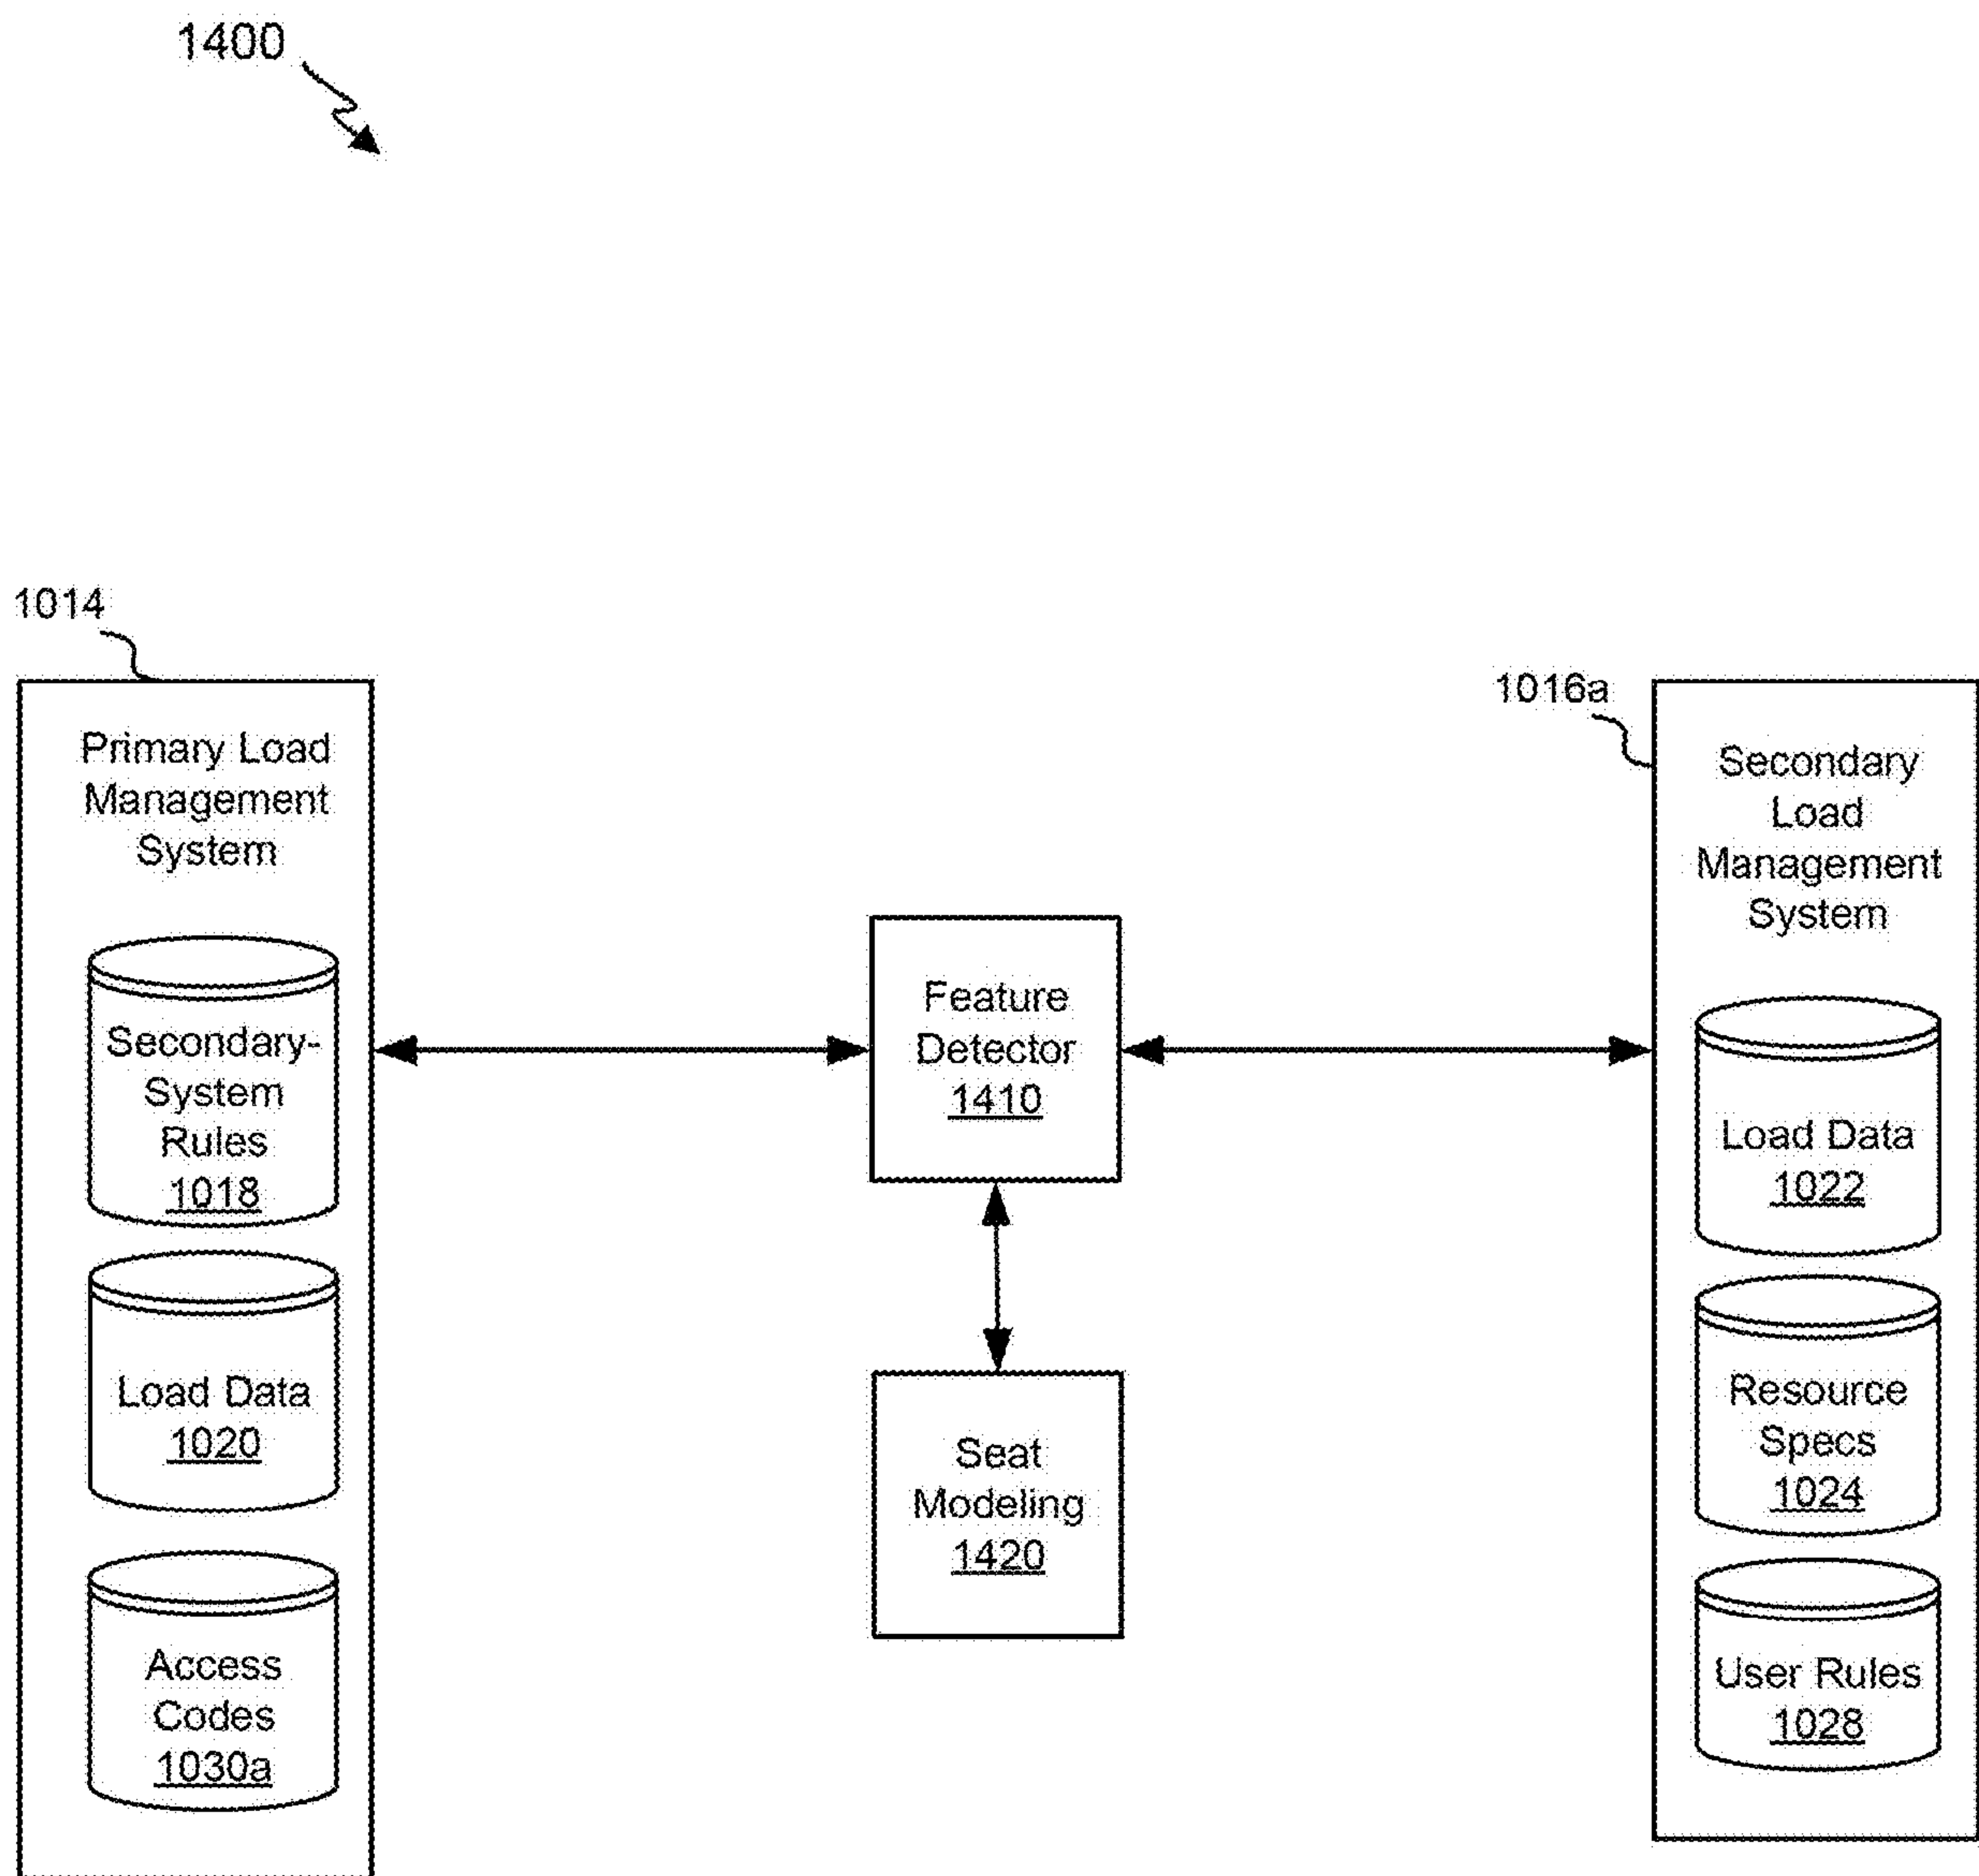 1400
1014
Primary Load
Management
System
Secondary-
System
Rules
1018
Load Data
1020
Access
Codes
1030a
Feature
Detector
1410
Seat
Modeling
1420
1016a
Secondary
Load
Management
System
Load Data
1022
Resource
Specs
1024
User Rules
1028